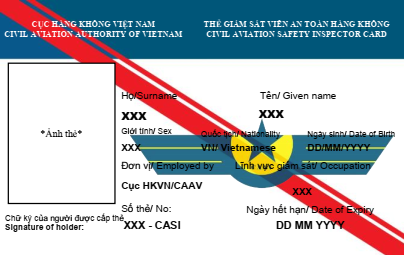 CỤC HÀNG KHÔNG VIỆT NAM
CIVIL AVIATION AUTHORITY OF VIETNAM
THẺ GIÁM SÁT VIÊN AN TOÀN HÀNG KHÔNG
CIVIL AVIATION SAFETY INSPECTOR CARD
*Ảnh thẻ*
Họ/Surname
Tên/ Given name
xxx
xxx
Giới tính/ Sex
Quốc tịch/ Nationality
Ngày sinh/ Date of Birth
XXX
VN/ Vietnamese
DD/MM/YYYY
Đơn vị/ Employed by
Lĩnh vực giám sát/ Occupation
Cục HKVN/CAAV
XXX
Số thẻ/ No:
Ngày hết hạn/ Date of Expiry
XXX - CASI
DD MM YYYY
Chữ ký của người được cấp thẻ
Signature of holder: